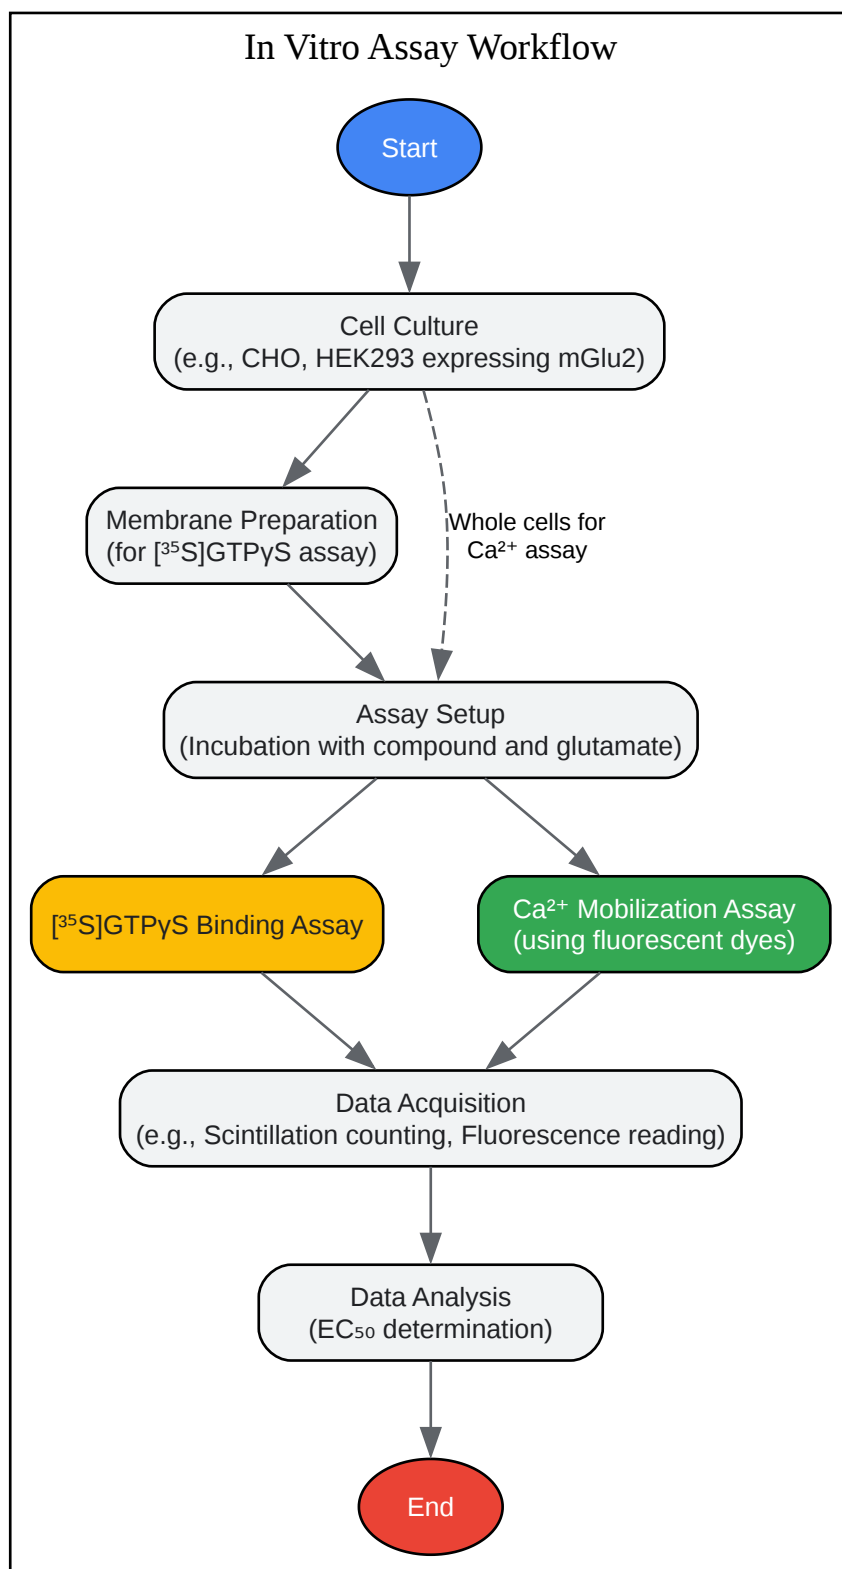 In Vitro Assay Workflow
Start
Cell Culture
(e.g., CHO, HEK293 expressing mGlu2)
Membrane Preparation
(for [³⁵S]GTPγS assay)
Whole cells for
Ca²⁺ assay
Assay Setup
(Incubation with compound and glutamate)
[³⁵S]GTPγS Binding Assay
Ca²⁺ Mobilization Assay
(using fluorescent dyes)
Data Acquisition
(e.g., Scintillation counting, Fluorescence reading)
Data Analysis
(EC₅₀ determination)
End